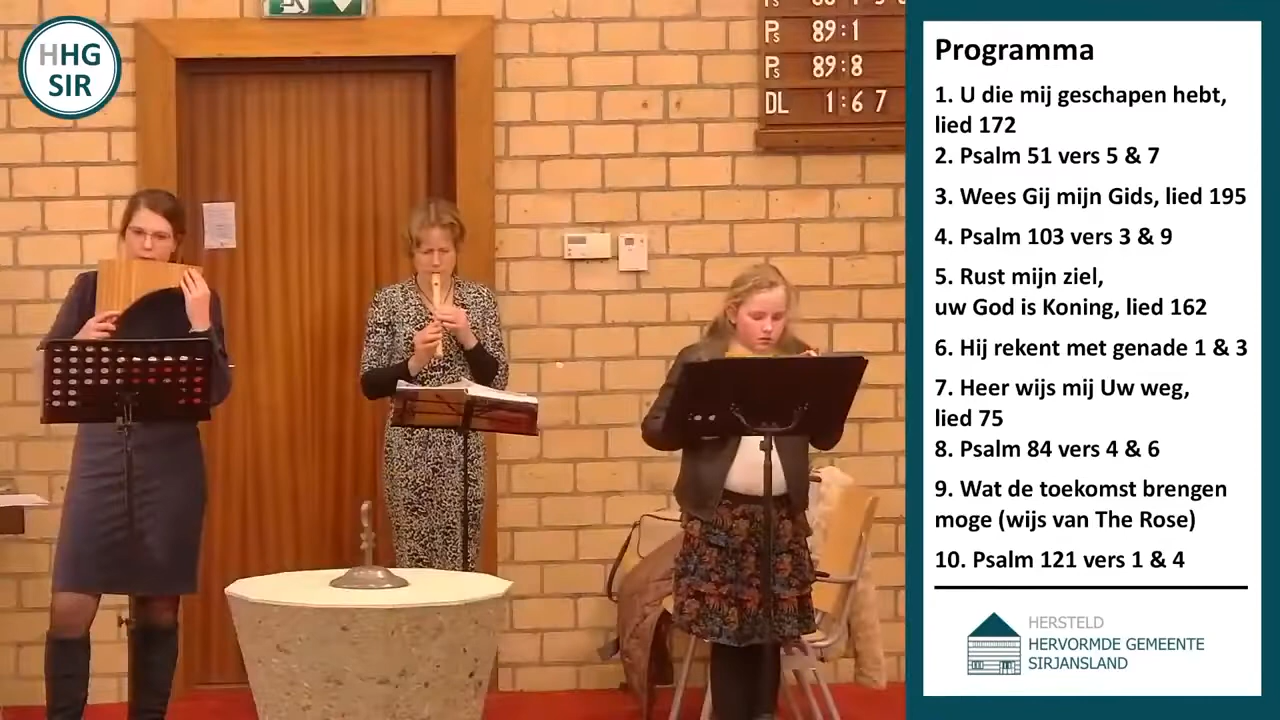 HHG
SIR
Ps 89:1
Ps 89:8
DL 1:6 7
Programma
1. U die mij geschapen hebt,
lied 172
2. Psalm 51 vers 5 & 7
3. Wees Gij mijn Gids, lied 195
4. Psalm 103 vers 3 & 9
5. Rust mijn ziel,
uw God is Koning, lied 162
6. Hij rekent met genade 1 & 3
7. Heer wijs mij Uw weg,
lied 75
8. Psalm 84 vers 4 & 6
9. Wat de toekomst brengen
moge (wijs van The Rose)
10. Psalm 121 vers 1 & 4
HERSTELD
HERVORMDE GEMEENTE
SIRJANSLAND